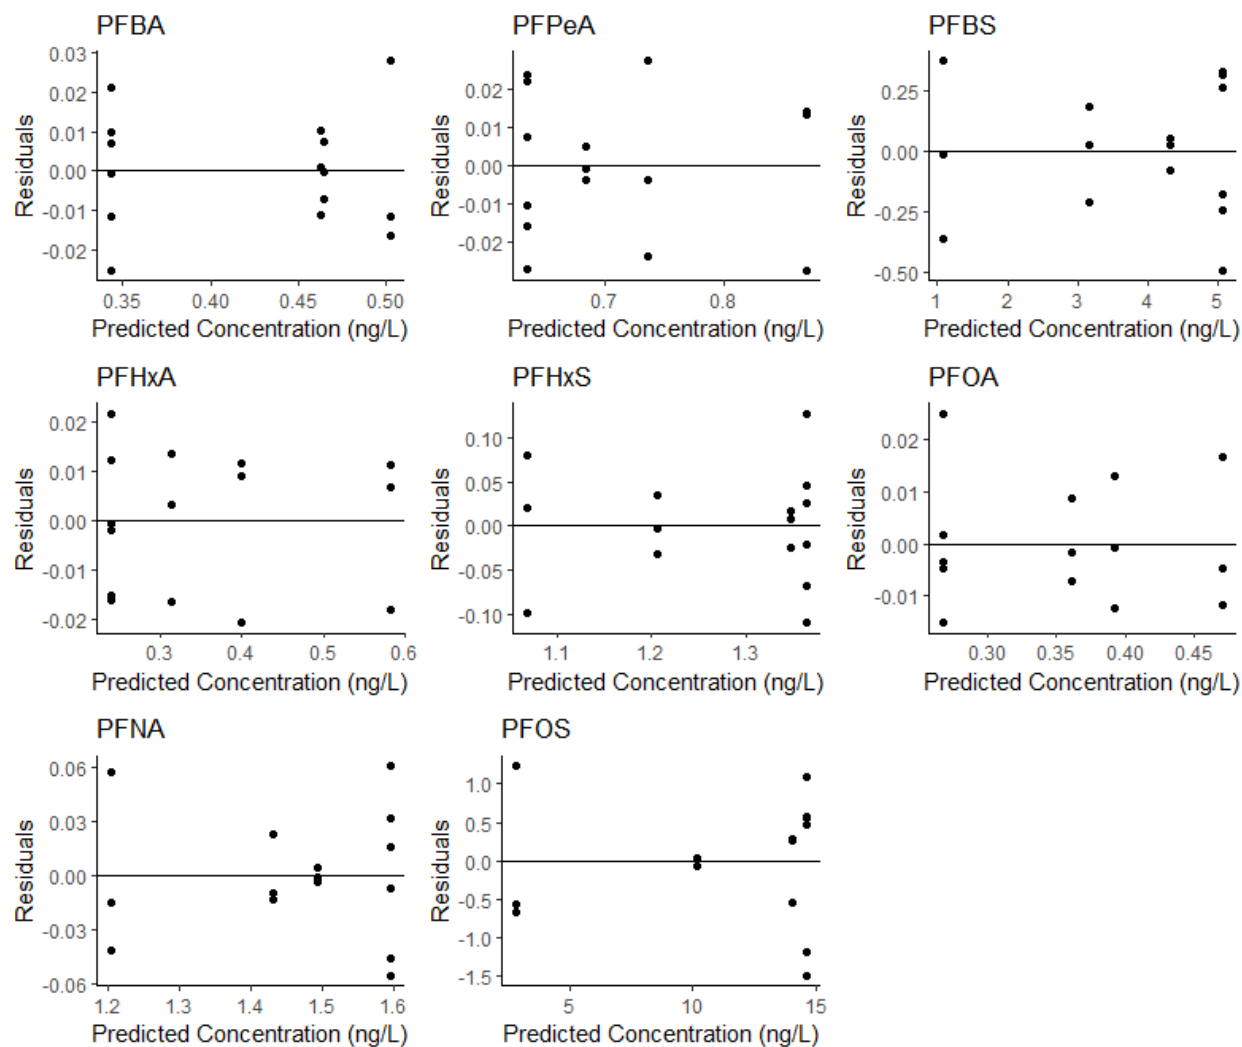 PFBA
0.03
0.02
0.01
0.00
-0.01
-0.02
Residuals
0.35 0.40 0.45 0.50
Predicted Concentration (ng/L)
PFPeA
0.02
0.01
0.00
-0.01
-0.02
Residuals
0.7 0.8
Predicted Concentration (ng/L)
PFBS
0.25
0.00
-0.25
-0.50
Residuals
1 2 3 4 5
Predicted Concentration (ng/L)
PFHxA
0.02
0.01
0.00
-0.01
-0.02
Residuals
0.3 0.4 0.5 0.6
Predicted Concentration (ng/L)
PFHxS
0.10
0.05
0.00
-0.05
-0.10
Residuals
1.1 1.2 1.3
Predicted Concentration (ng/L)
PFOA
0.02
0.01
0.00
-0.01
Residuals
0.30 0.35 0.40 0.45
Predicted Concentration (ng/L)
PFNA
0.06
0.03
0.00
-0.03
-0.06
Residuals
1.2 1.3 1.4 1.5 1.6
Predicted Concentration (ng/L)
PFOS
1.0
0.5
0.0
-0.5
-1.0
-1.5
Residuals
5 10 15
Predicted Concentration (ng/L)